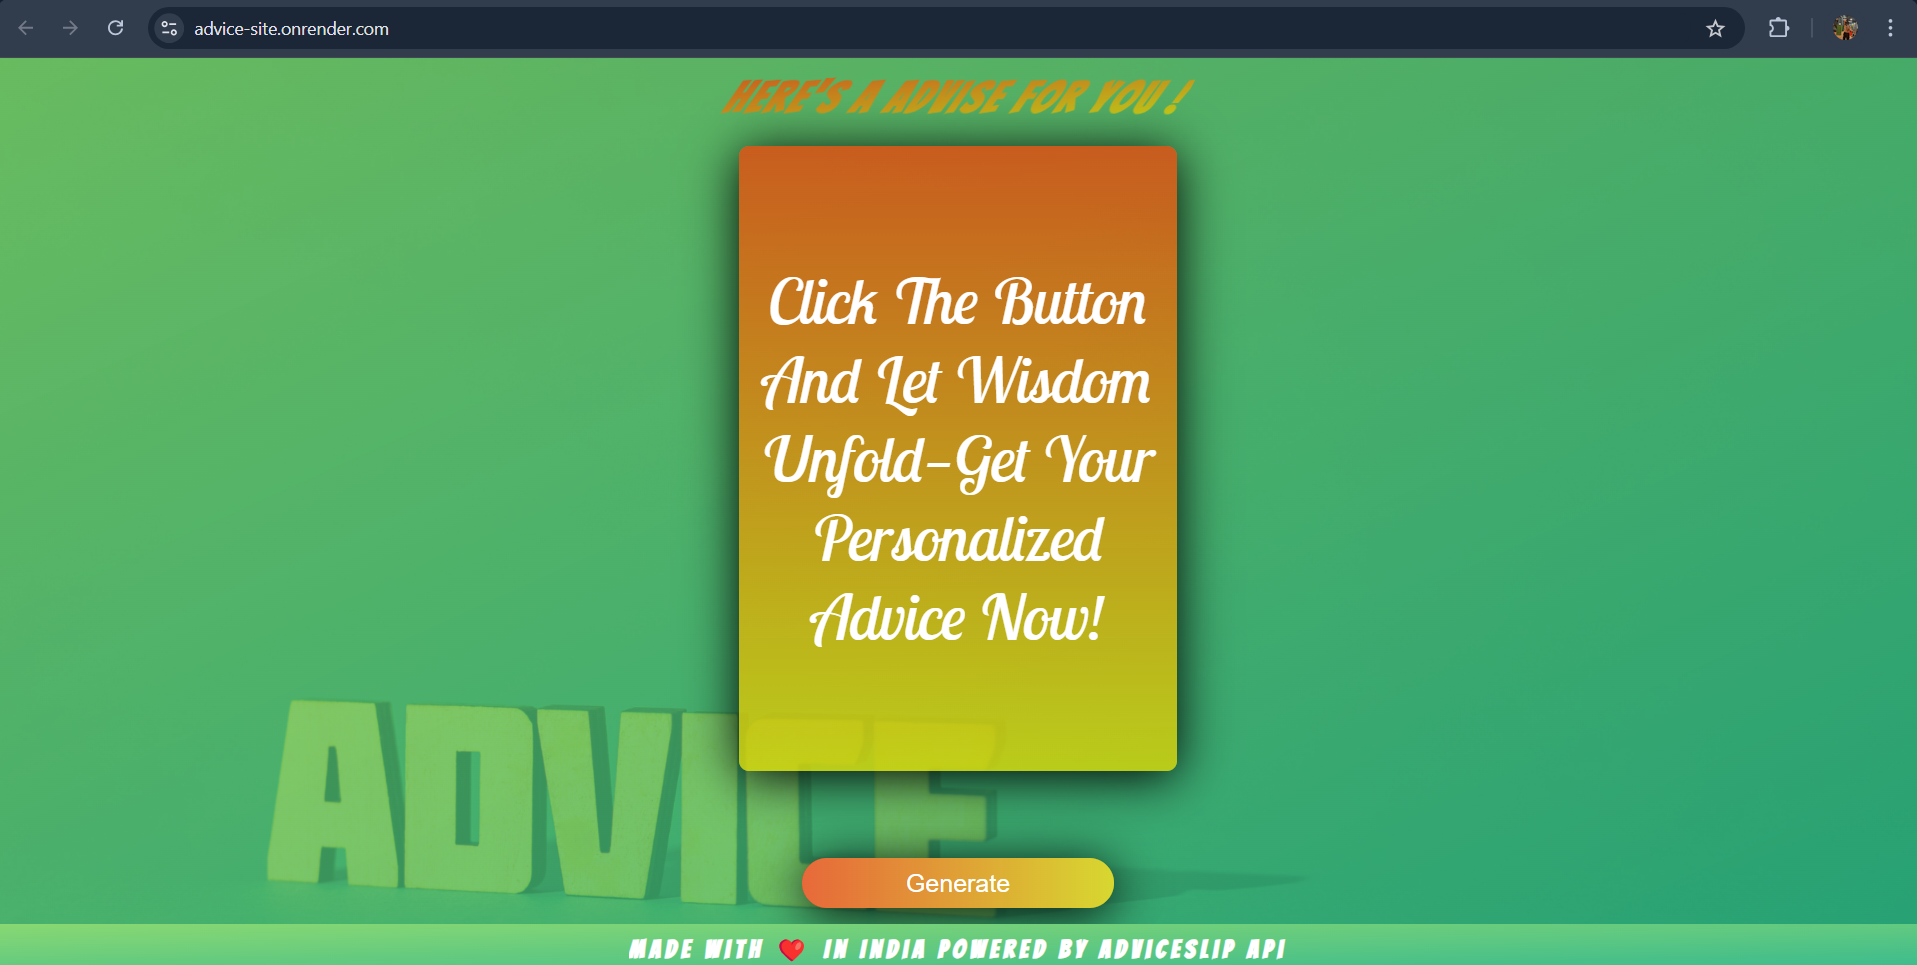 advice-site.onrender.com
HERE'S A ADVISE FOR YOU !
Click The Button
And Let Wisdom
Unfold—Get Your
Personalized
Advice Now!
ADVICE
Generate
MADE WITH ❤️ IN INDIA POWERED BY ADVICESLIP API